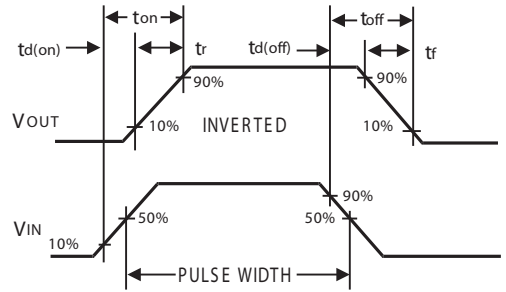 ton toff
td(on) tr td(off) tf
90% 90%
VOUT 10% INVERTED 10%
90%
VIN 50% 50%
10%
PULSE WIDTH